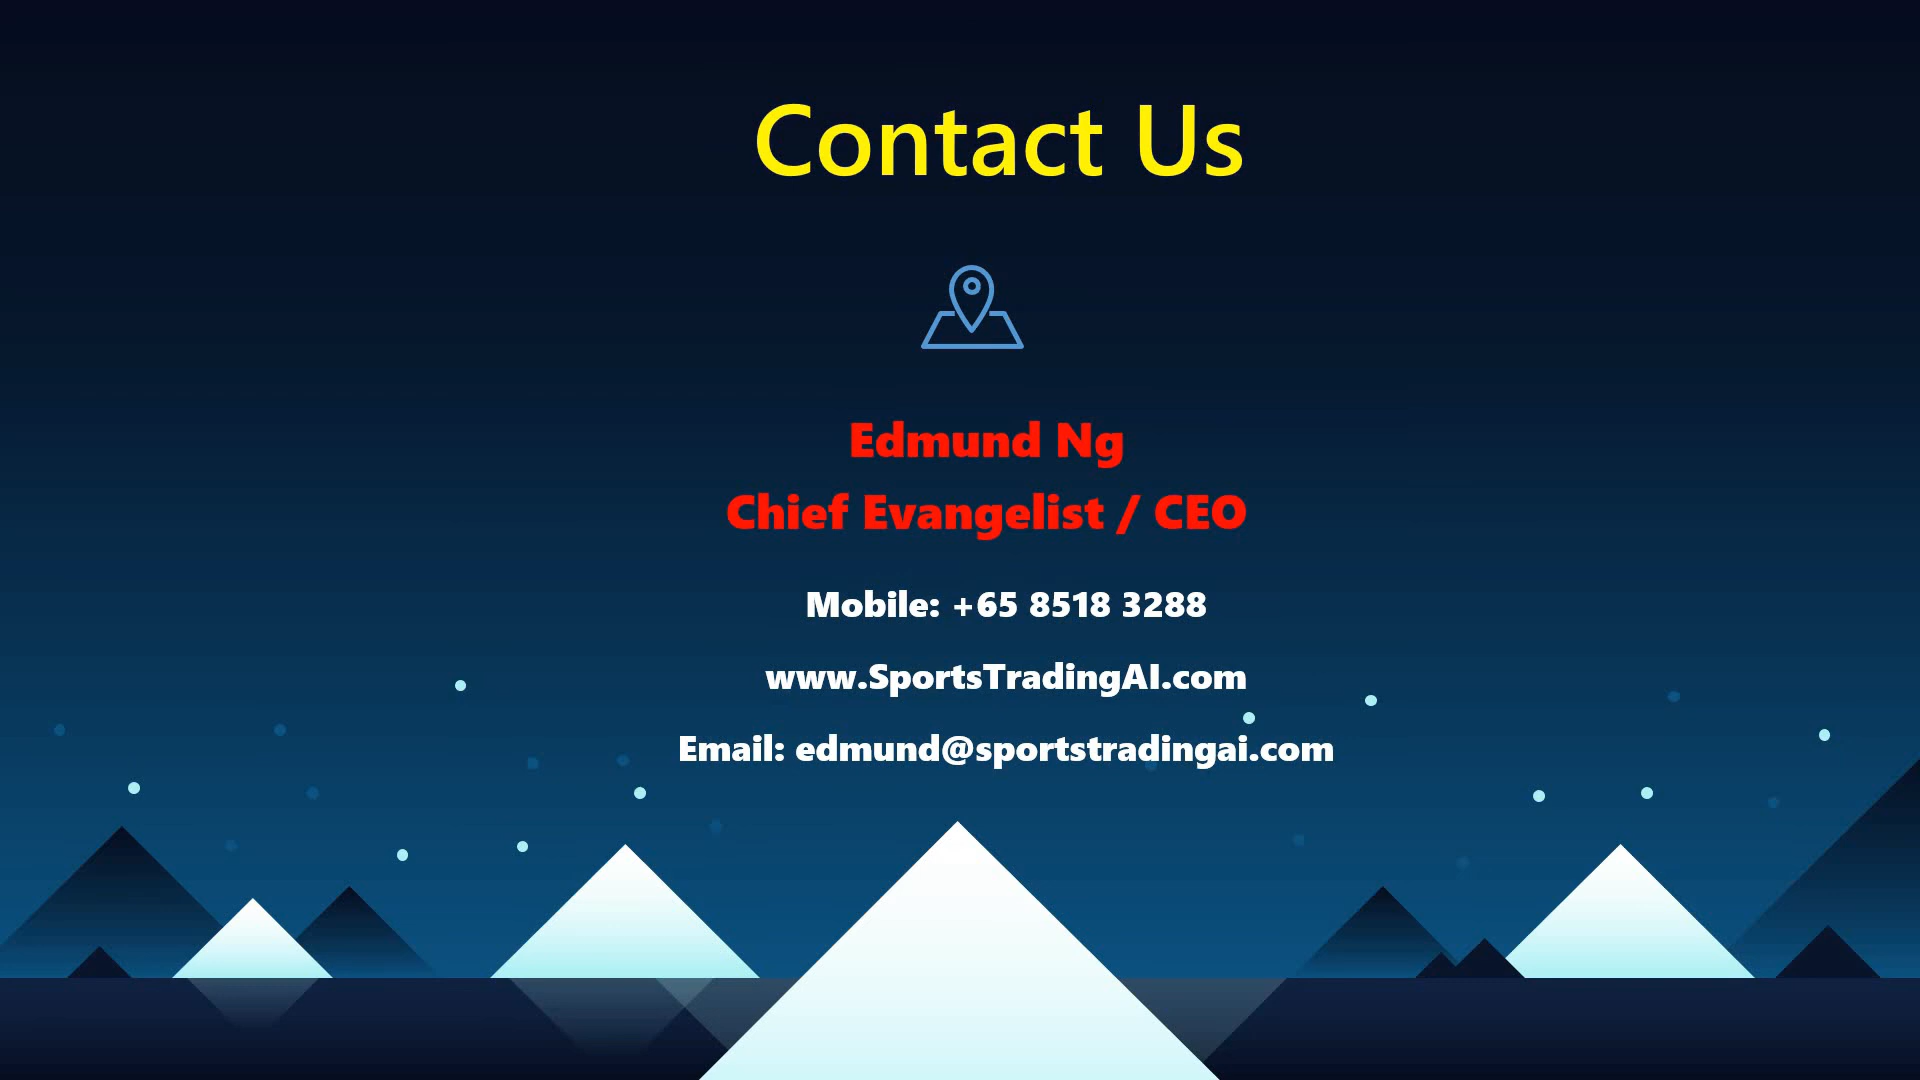 Contact Us
Edmund Ng
Chief Evangelist / CEO
Mobile: +65 8518 3288
www.SportsTradingAI.com
Email: edmund@sportstradingai.com